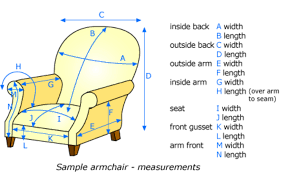 C
B
A
D
H
G
M
N
J
I
E
F
L
K
inside back A width
B length
outside back C width
D length
outside arm E width
F length
inside arm G width
H length (over arm to seam)
seat I width
J length
front gusset K width
L length
arm front M width
N length
Sample armchair - measurements